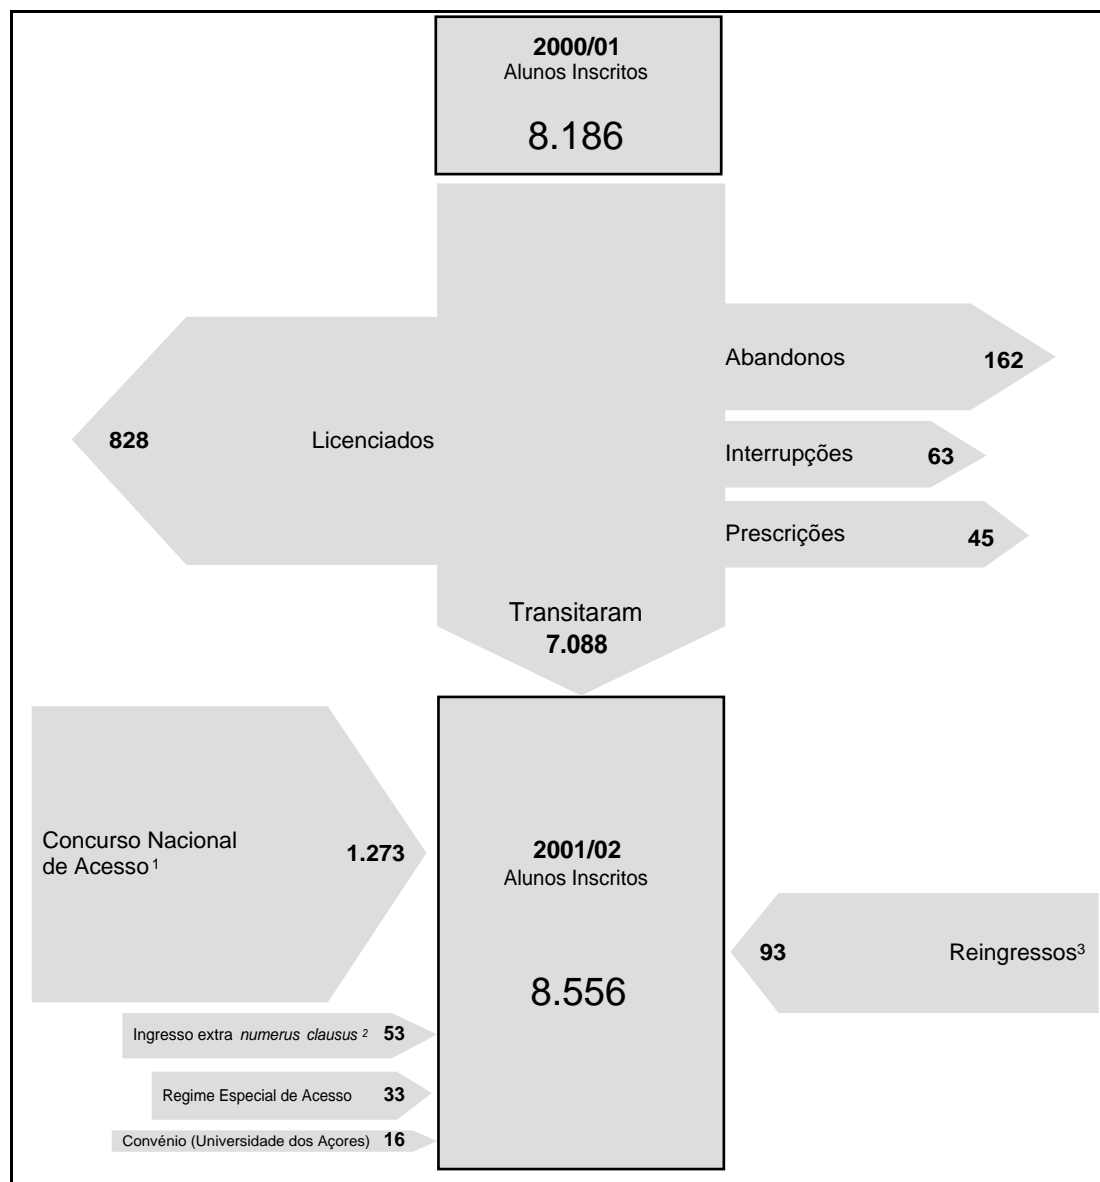 2000/01
Alunos Inscritos
8.186
Abandonos 162
828 Licenciados
Interrupções 63
Prescrições 45
Transitaram
7.088
Concurso Nacional
de Acesso¹ 1.273
2001/02
Alunos Inscritos
93 Reingressos³
8.556
Ingresso extra numerus clausus ² 53
Regime Especial de Acesso 33
Convénio (Universidade dos Açores) 16